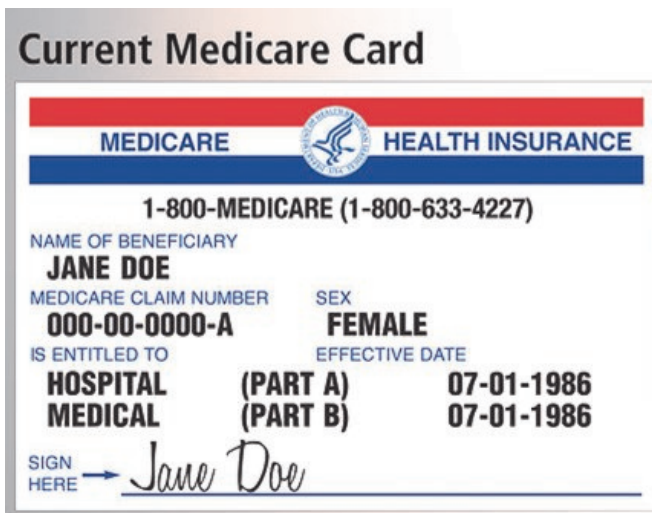 Current Medicare Card
MEDICARE HEALTH INSURANCE
1-800-MEDICARE (1-800-633-4227)
NAME OF BENEFICIARY
JANE DOE
MEDICARE CLAIM NUMBER SEX
000-00-0000-A FEMALE
IS ENTITLED TO EFFECTIVE DATE
HOSPITAL (PART A) 07-01-1986
MEDICAL (PART B) 07-01-1986
SIGN
HERE Jane Doe